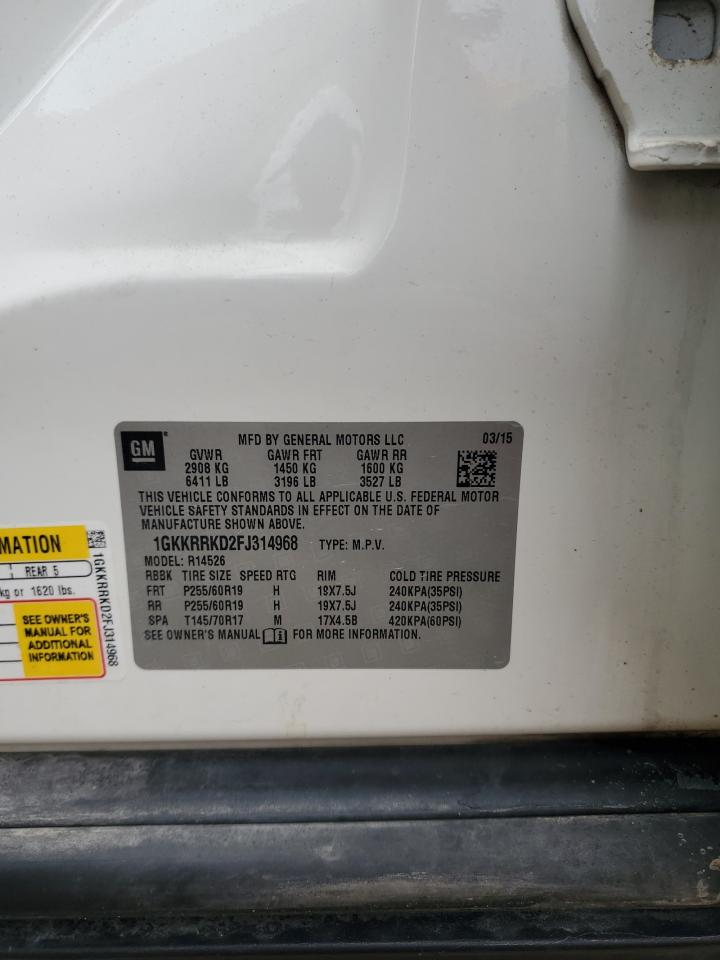 GM
MFD BY GENERAL MOTORS LLC 03/15
GVWR GAWR FRT GAWR RR
2908 KG 1450 KG 1600 KG
6411 LB 3196 LB 3527 LB
THIS VEHICLE CONFORMS TO ALL APPLICABLE U.S. FEDERAL MOTOR
VEHICLE SAFETY STANDARDS IN EFFECT ON THE DATE OF
MANUFACTURE SHOWN ABOVE.
1GKKRRKD2FJ314968 TYPE: M.P.V.
MODEL: R14526
RBBK TIRE SIZE SPEED RTG RIM COLD TIRE PRESSURE
FRT P255/60R19 H 19X7.5J 240KPA(35PSI)
RR P255/60R19 H 19X7.5J 240KPA(35PSI)
SPA T145/70R17 M 17X4.5B 420KPA(60PSI)
SEE OWNER'S MANUAL FOR MORE INFORMATION.
REAR 5
kg or 1620 lbs.
SEE OWNER'S
MANUAL FOR
ADDITIONAL
INFORMATION
1GKKRRKD2FJ314968